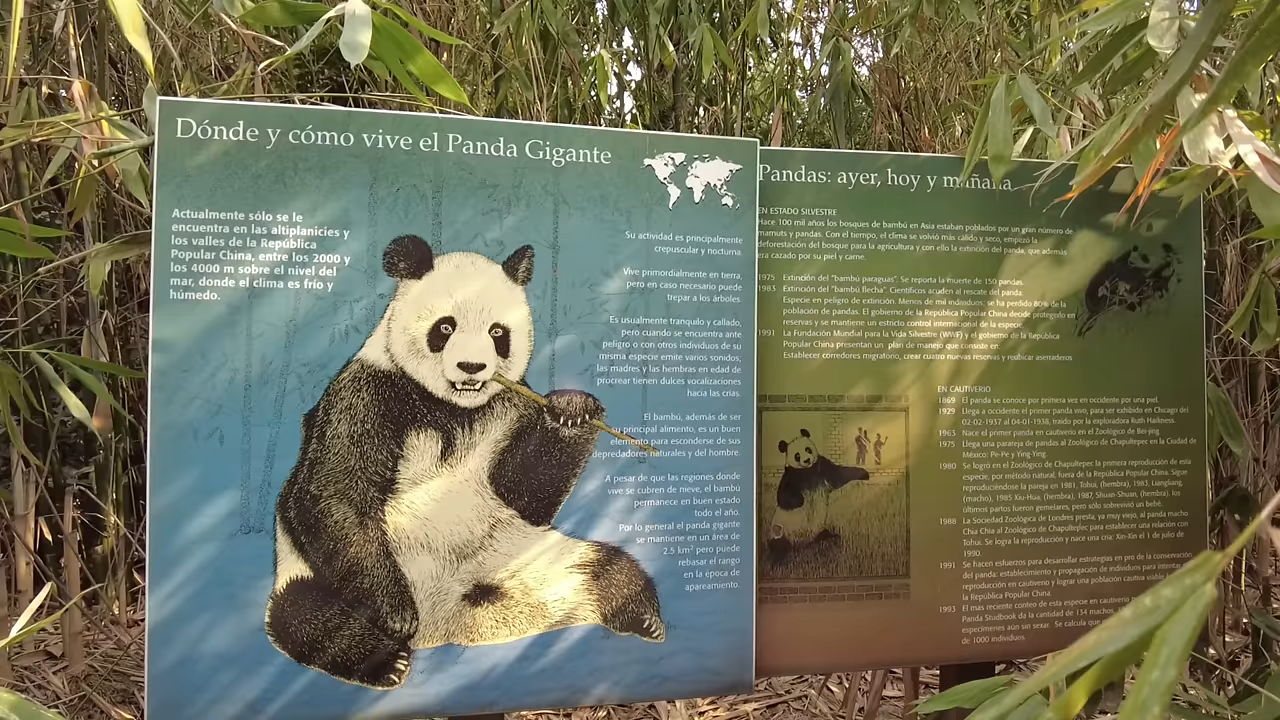 Dónde y cómo vive el Panda Gigante
Actualmente sólo se le
encuentra en las altiplanicies y
los valles de la República
Popular China, entre los 2000 y
los 4000 m sobre el nivel del
mar, donde el clima es frío y
húmedo.
Su actividad es principalmente
crepuscular y nocturna.
Vive primordialmente en tierra,
pero en caso necesario puede
trepar a los árboles.
Es usualmente tranquilo y callado,
pero cuando se encuentra ante
peligro o con otros individuos de su
misma especie emite varios sonidos;
las madres y las hembras en edad de
procrear tienen dulces vocalizaciones
hacia las crías.
El bambú, además de ser
su principal alimento, es un buen
elemento para esconderse de sus
depredadores naturales y del hombre.
A pesar de que las regiones donde
vive se cubren de nieve, el bambú
permanece en buen estado
todo el año.
Por lo general el panda gigante
se mantiene en un área de
2.5 km² pero puede
rebasar el rango
en la época de
apareamiento.
Pandas: ayer, hoy y mañana
EN ESTADO SILVESTRE
Hace 100 mil años los bosques de bambú en Asia estaban poblados por un gran número de
mamuts y pandas. Con el tiempo, el clima se volvió más cálido y seco, empezó la
deforestación del bosque para la agricultura y con ello la extinción del panda, que además
era cazado por su piel y carne.
1975 Extinción del "bambú paraguas". Se reporta la muerte de 150 pandas.
1983 Extinción del "bambú flecha". Científicos acuden al rescate del panda.
Especie en peligro de extinción. Menos de mil individuos; se ha perdido 80% de la
población de pandas. El gobierno de la República Popular China decide protegerlo en
reservas y se mantiene un estricto control internacional de la especie.
1991 La Fundación Mundial para la Vida Silvestre (WWF) y el gobierno de la República
Popular China presentan un plan de manejo que consiste en:
Establecer corredores migratorio, crear cuatro nuevas reservas y reubicar aserraderos
EN CAUTIVERIO
1869 El panda se conoce por primera vez en occidente por una piel.
1929 Llega a occidente el primer panda vivo, para ser exhibido en Chicago del
02-02-1937 al 04-01-1938, traído por la exploradora Ruth Harkness.
1963 Nace el primer panda en cautiverio en el Zoológico de Bei-jing.
1975 Llega una parateja de pandas al Zoológico de Chapultepec en la Ciudad de
México: Pe-Pe y Ying-Ying.
1980 Se logró en el Zoológico de Chapultepec la primera reproducción de esta
especie, por método natural, fuera de la República Popular China. Sigue
reproduciéndose la pareja en 1981, Tohui, (hembra), 1983, Liangliang,
(macho), 1985 Xiu-Hua, (hembra), 1987, Shuan-Shuan, (hembra). los
últimos partos fueron gemelares, pero sólo sobrevivió un bebé.
1988 La Sociedad Zoológica de Londres presta, ya muy viejo, al panda macho
Chia Chia al Zoológico de Chapultepec para establecer una relación con
Tohui. Se logra la reproducción y nace una cría: Xin-Xin el 1 de julio de
1990.
1991 Se hacen esfuerzos para desarrollar estrategias en pro de la conservación
del panda: establecimiento y propagación de individuos para intentar
reproducción en cautiverio y lograr una población cautiva viable
la República Popular China
1993 El más reciente conteo de esta especie en cautiverio
Panda Studbook da la cantidad de 134 machos,
especímenes aún sin sexar. Se calcula que
de 1000 individuos.